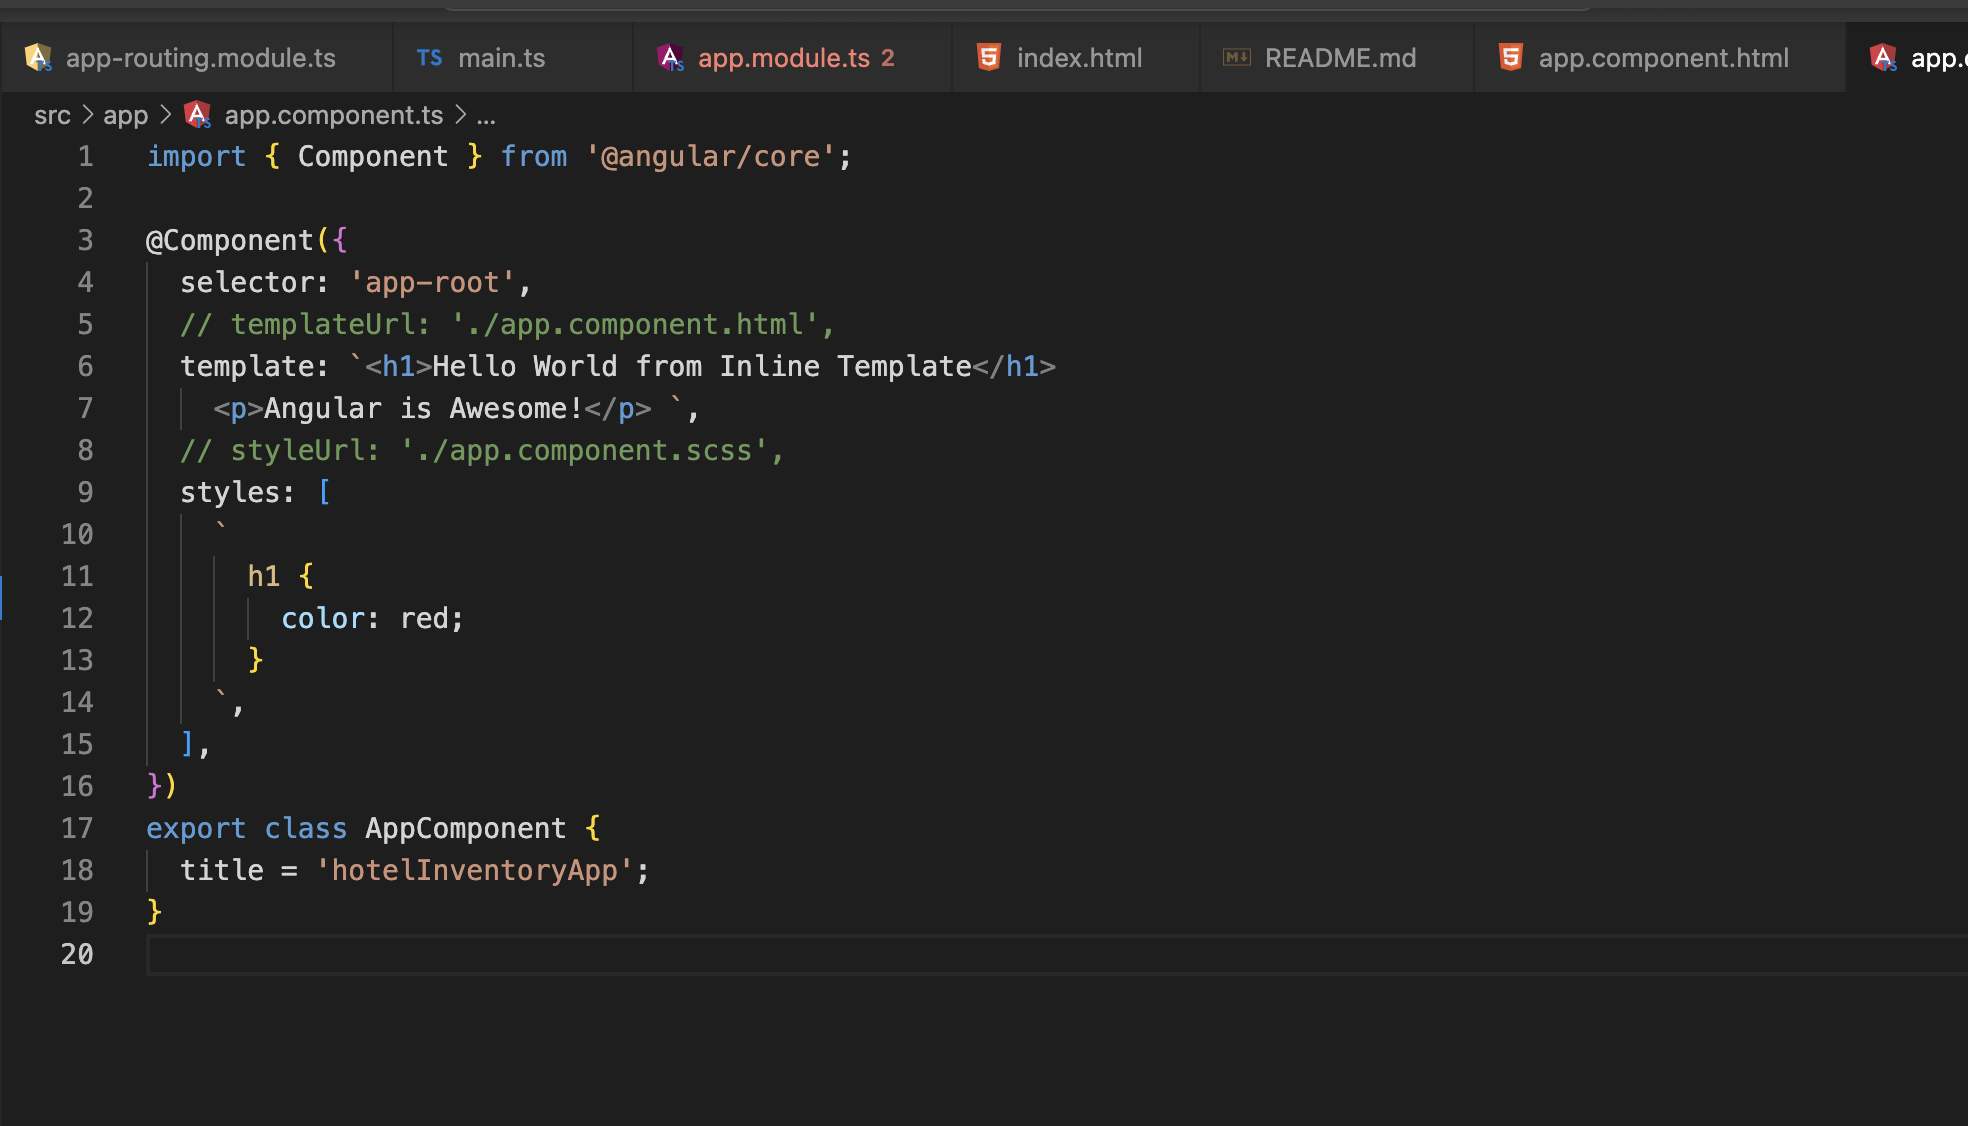 app-routing.module.ts TS main.ts app.module.ts 2 index.html README.md app.component.html app.
src > app > app.component.ts > ...
1 import { Component } from '@angular/core';
2
3 @Component({
4 selector: 'app-root',
5 // templateUrl: './app.component.html',
6 template: `<h1>Hello World from Inline Template</h1>
7 <p>Angular is Awesome!</p> `,
8 // styleUrl: './app.component.scss',
9 styles: [
10 `
11 h1 {
12 color: red;
13 }
14 `,
15 ],
16 })
17 export class AppComponent {
18 title = 'hotelInventoryApp';
19 }
20